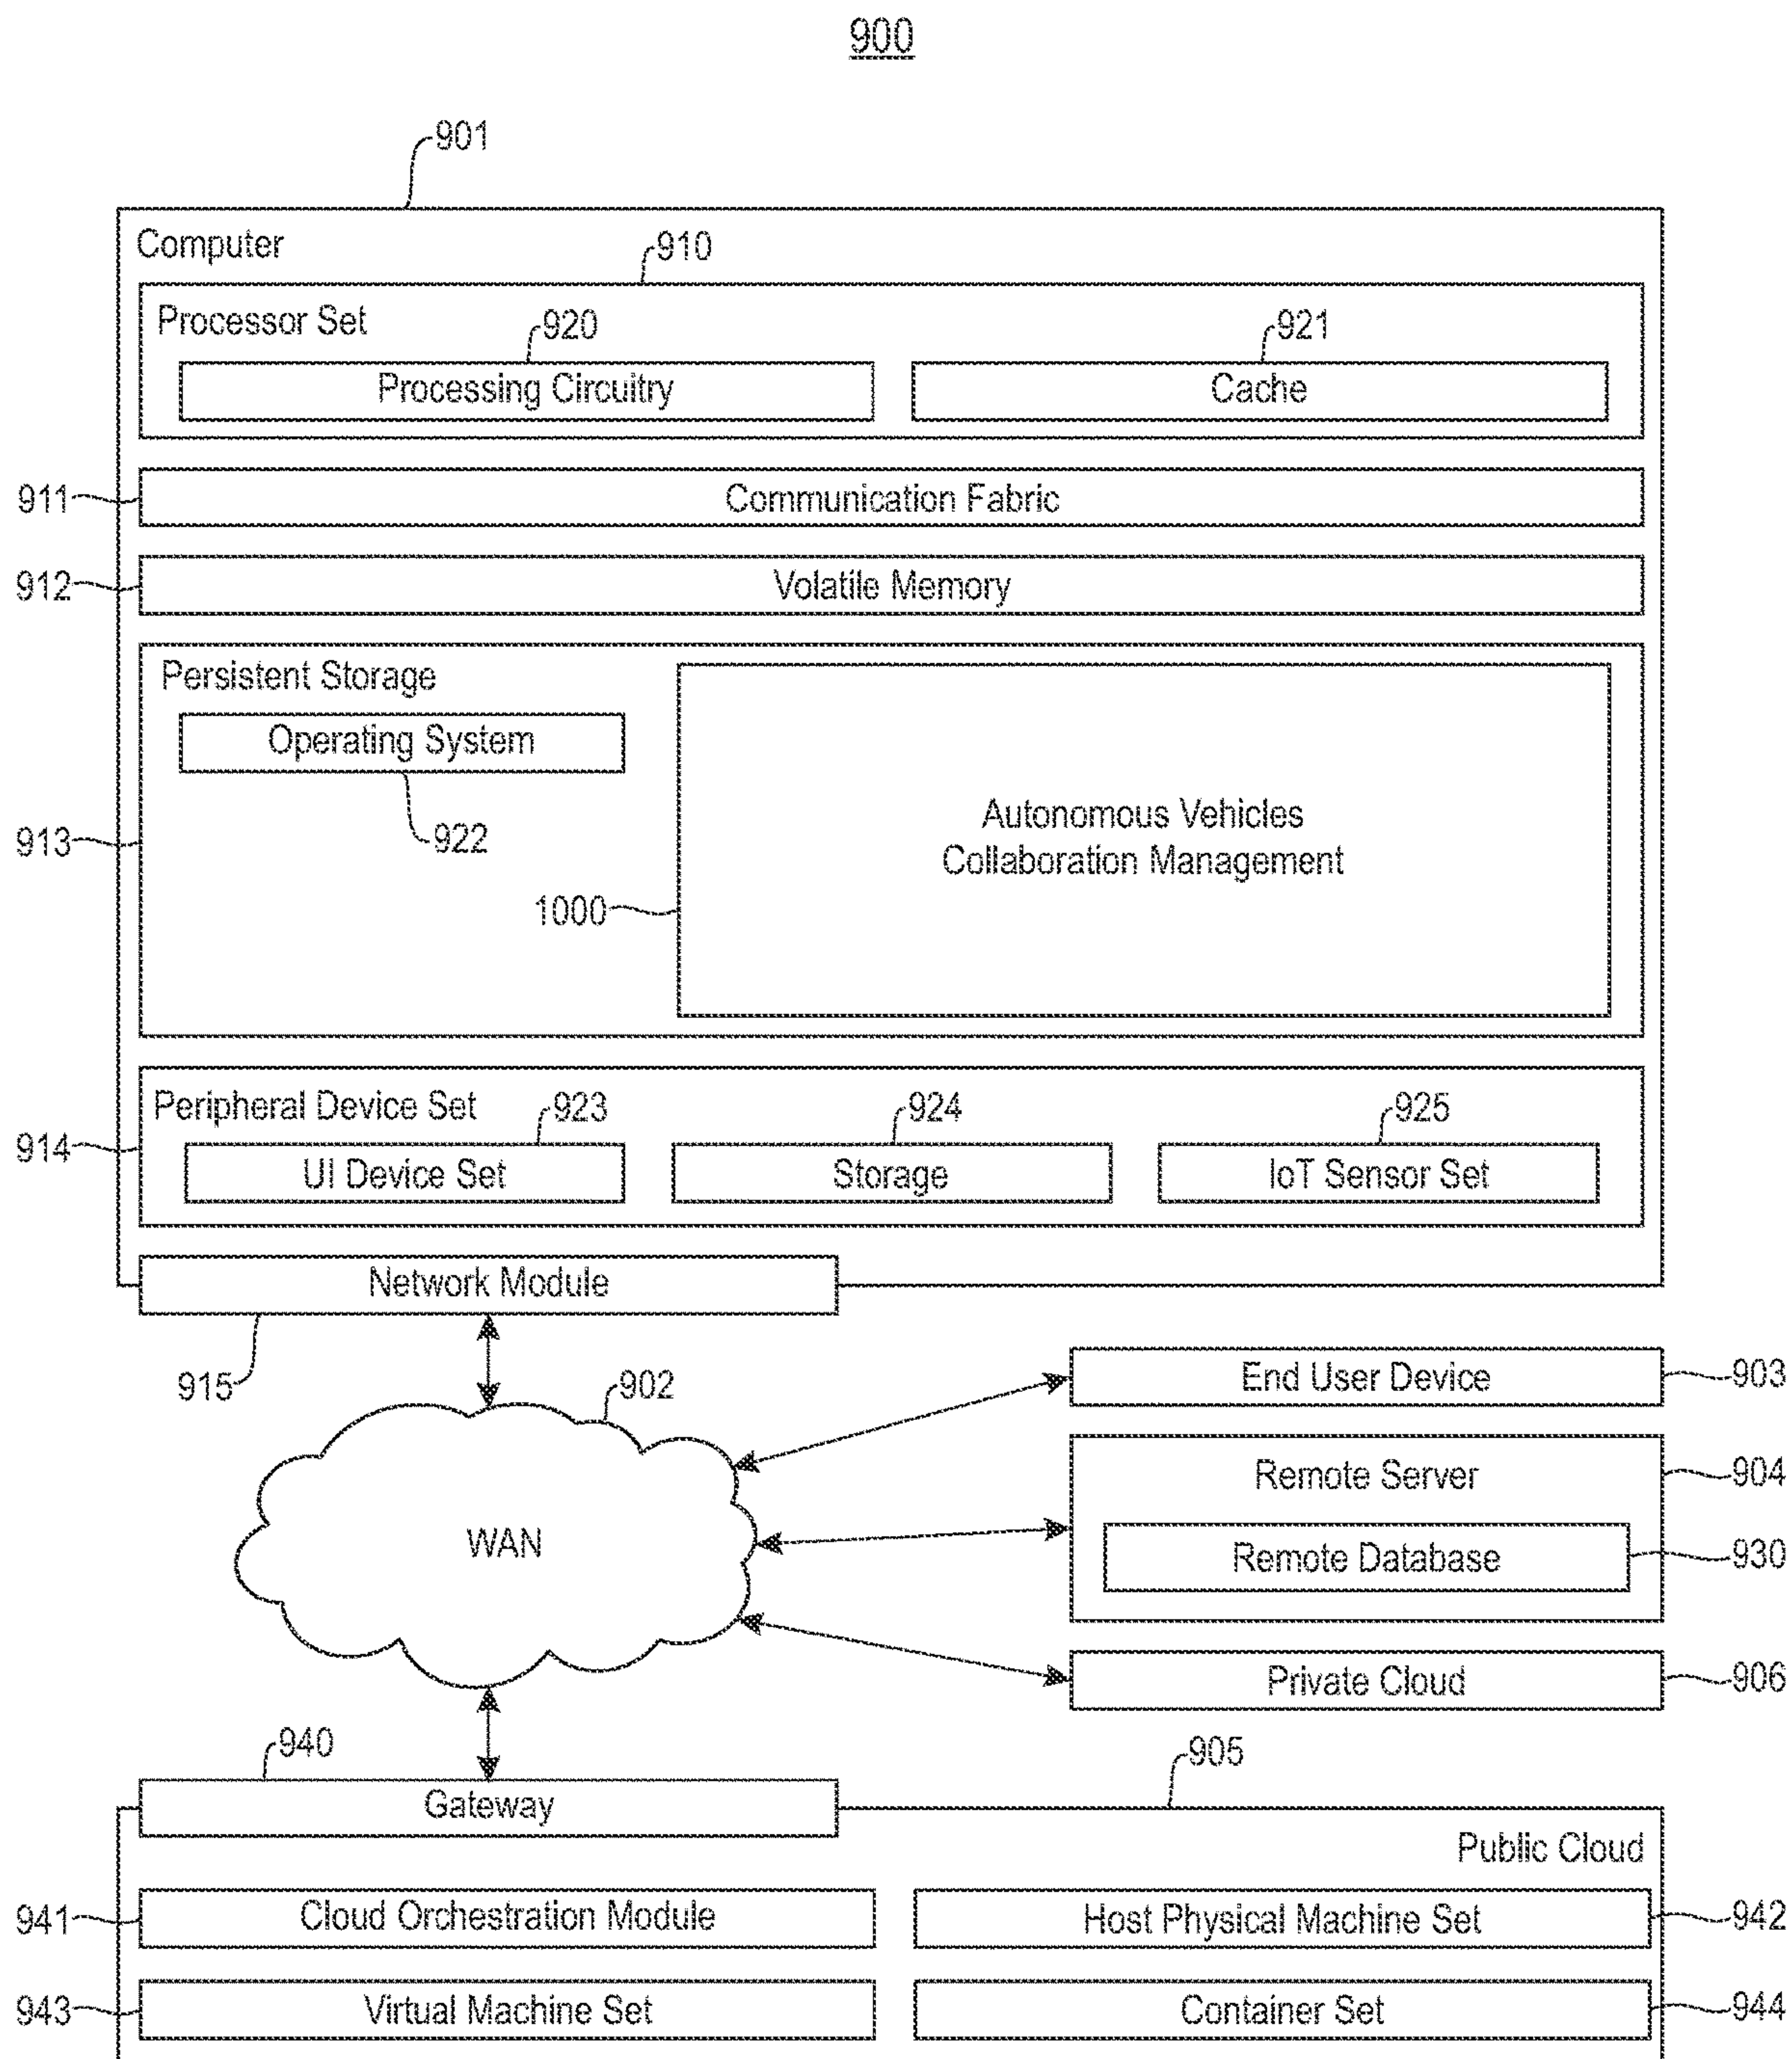 900
901
Computer
910
Processor Set
920
921
Processing Circuitry
Cache
911
Communication Fabric
912
Volatile Memory
Persistent Storage
Operating System
922
913
Autonomous Vehicles
Collaboration Management
1000
Peripheral Device Set
923
924
925
914
UI Device Set
Storage
IoT Sensor Set
Network Module
915
902
End User Device
903
Remote Server
904
WAN
Remote Database
930
Private Cloud
906
940
905
Gateway
Public Cloud
941
Cloud Orchestration Module
Host Physical Machine Set
942
943
Virtual Machine Set
Container Set
944